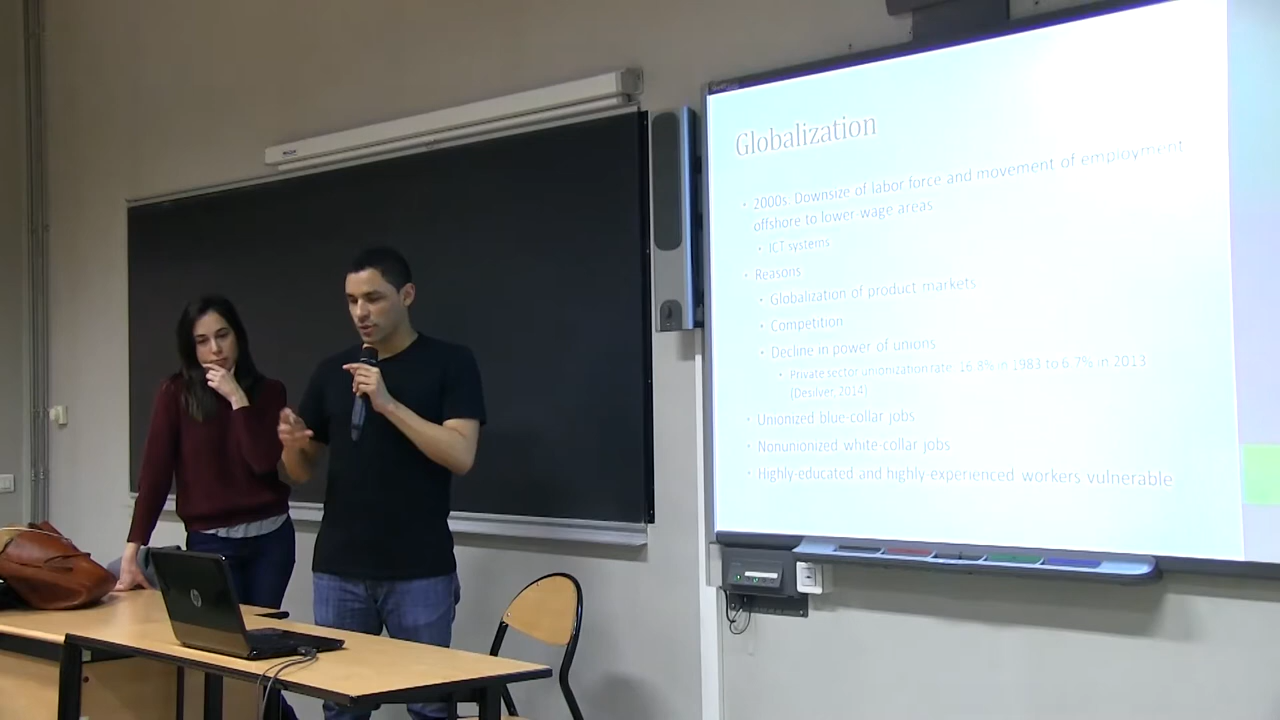 Globalization
• 2000s: Downsize of labor force and movement of employment
offshore to lower-wage areas
• ICT systems
• Reasons
• Globalization of product markets
• Competition
• Decline in power of unions
• Private sector unionization rate: 16.8% in 1983 to 6.7% in 2013
(Desilver, 2014)
• Unionized blue-collar jobs
• Nonunionized white-collar jobs
• Highly-educated and highly-experienced workers vulnerable
hp